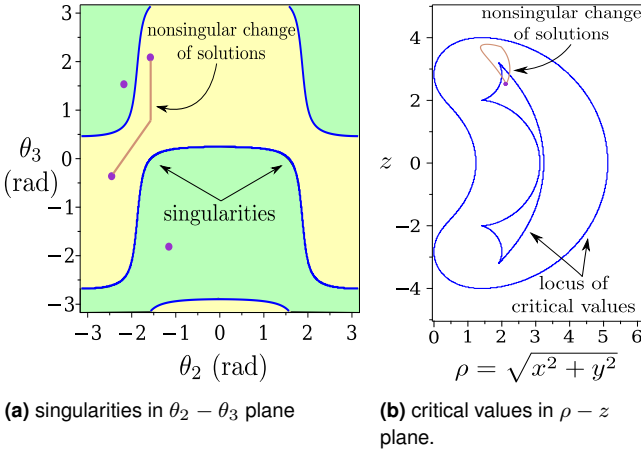 nonsingular change
of solutions
singularities
3
2
1
0
−1
−2
−3
θ₃
(rad)
−3
−2
−1
0
1
2
3
θ₂ (rad)
(a) singularities in θ₂ − θ₃ plane
nonsingular change
of solutions
locus of
critical values
4
2
0
−2
−4
z
0
1
2
3
4
5
6
ρ = √(x² + y²)
(b) critical values in ρ − z
plane.